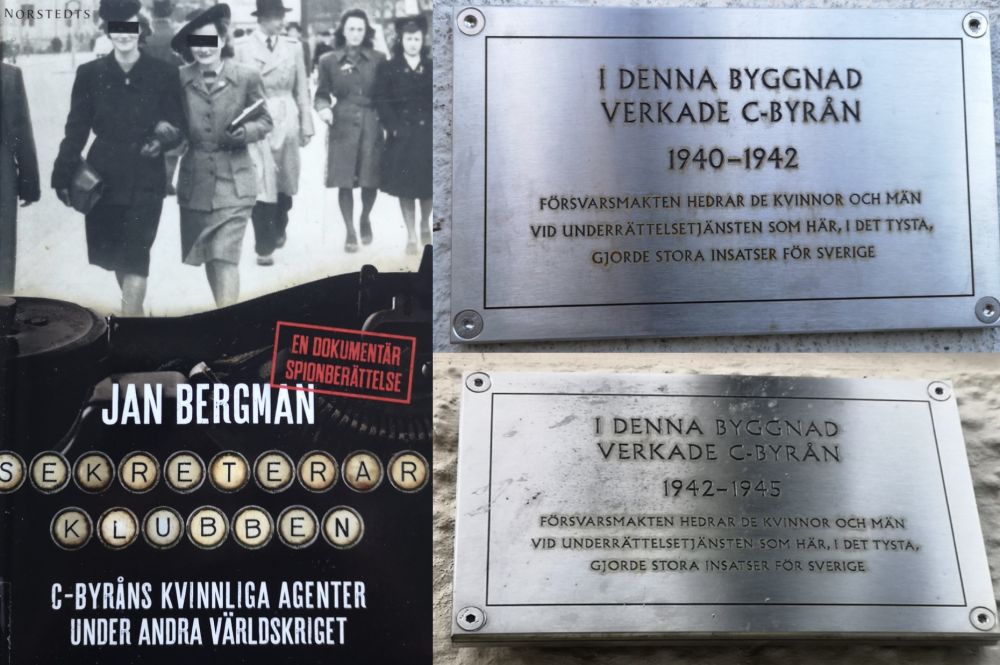 NORSTEDTS
EN DOKUMENTÄR
SPIONBERÄTTELSE
JAN BERGMAN
SEKRETERAR
KLUBBEN
C-BYRÅNS KVINNLIGA AGENTER
UNDER ANDRA VÄRLDSKRIGET
I DENNA BYGGNAD
VERKADE C-BYRÅN
1940–1942
FÖRSVARSMAKTEN HEDRAR DE KVINNOR OCH MÄN
VID UNDERRÄTTELSETJÄNSTEN SOM HÄR, I DET TYSTA,
GJORDE STORA INSATSER FÖR SVERIGE
I DENNA BYGGNAD
VERKADE C-BYRÅN
1942–1945
FÖRSVARSMAKTEN HEDRAR DE KVINNOR OCH MÄN
VID UNDERRÄTTELSETJÄNSTEN SOM HÄR, I DET TYSTA,
GJORDE STORA INSATSER FÖR SVERIGE